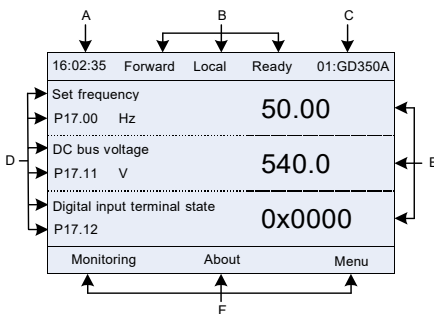 A B C
16:02:35 Forward Local Ready 01:GD350A
Set frequency
P17.00 Hz 50.00
DC bus voltage
P17.11 V 540.0
D E
Digital input terminal state
P17.12 0x0000
Monitoring About Menu
F